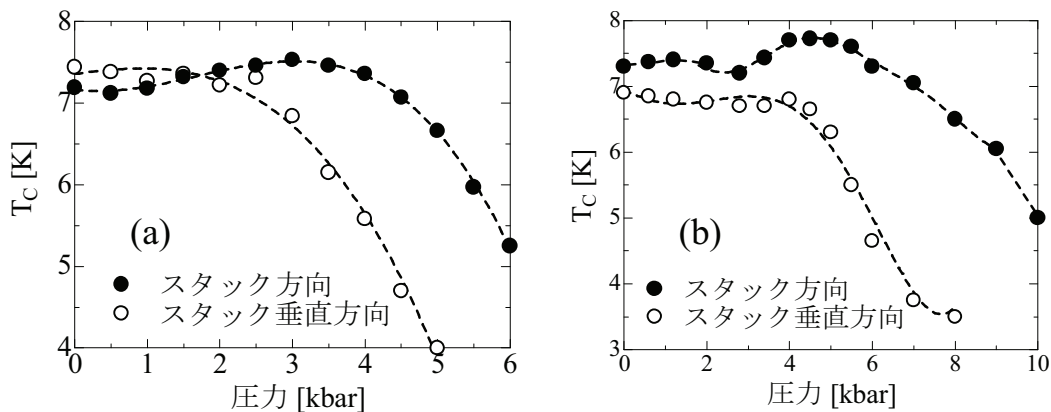 8
7
6
5
4
T_C [K]
(a)
● スタック方向
○ スタック垂直方向
0 1 2 3 4 5 6
圧力 [kbar]
8
7
6
5
4
3
T_C [K]
(b)
● スタック方向
○ スタック垂直方向
0 2 4 6 8 10
圧力 [kbar]